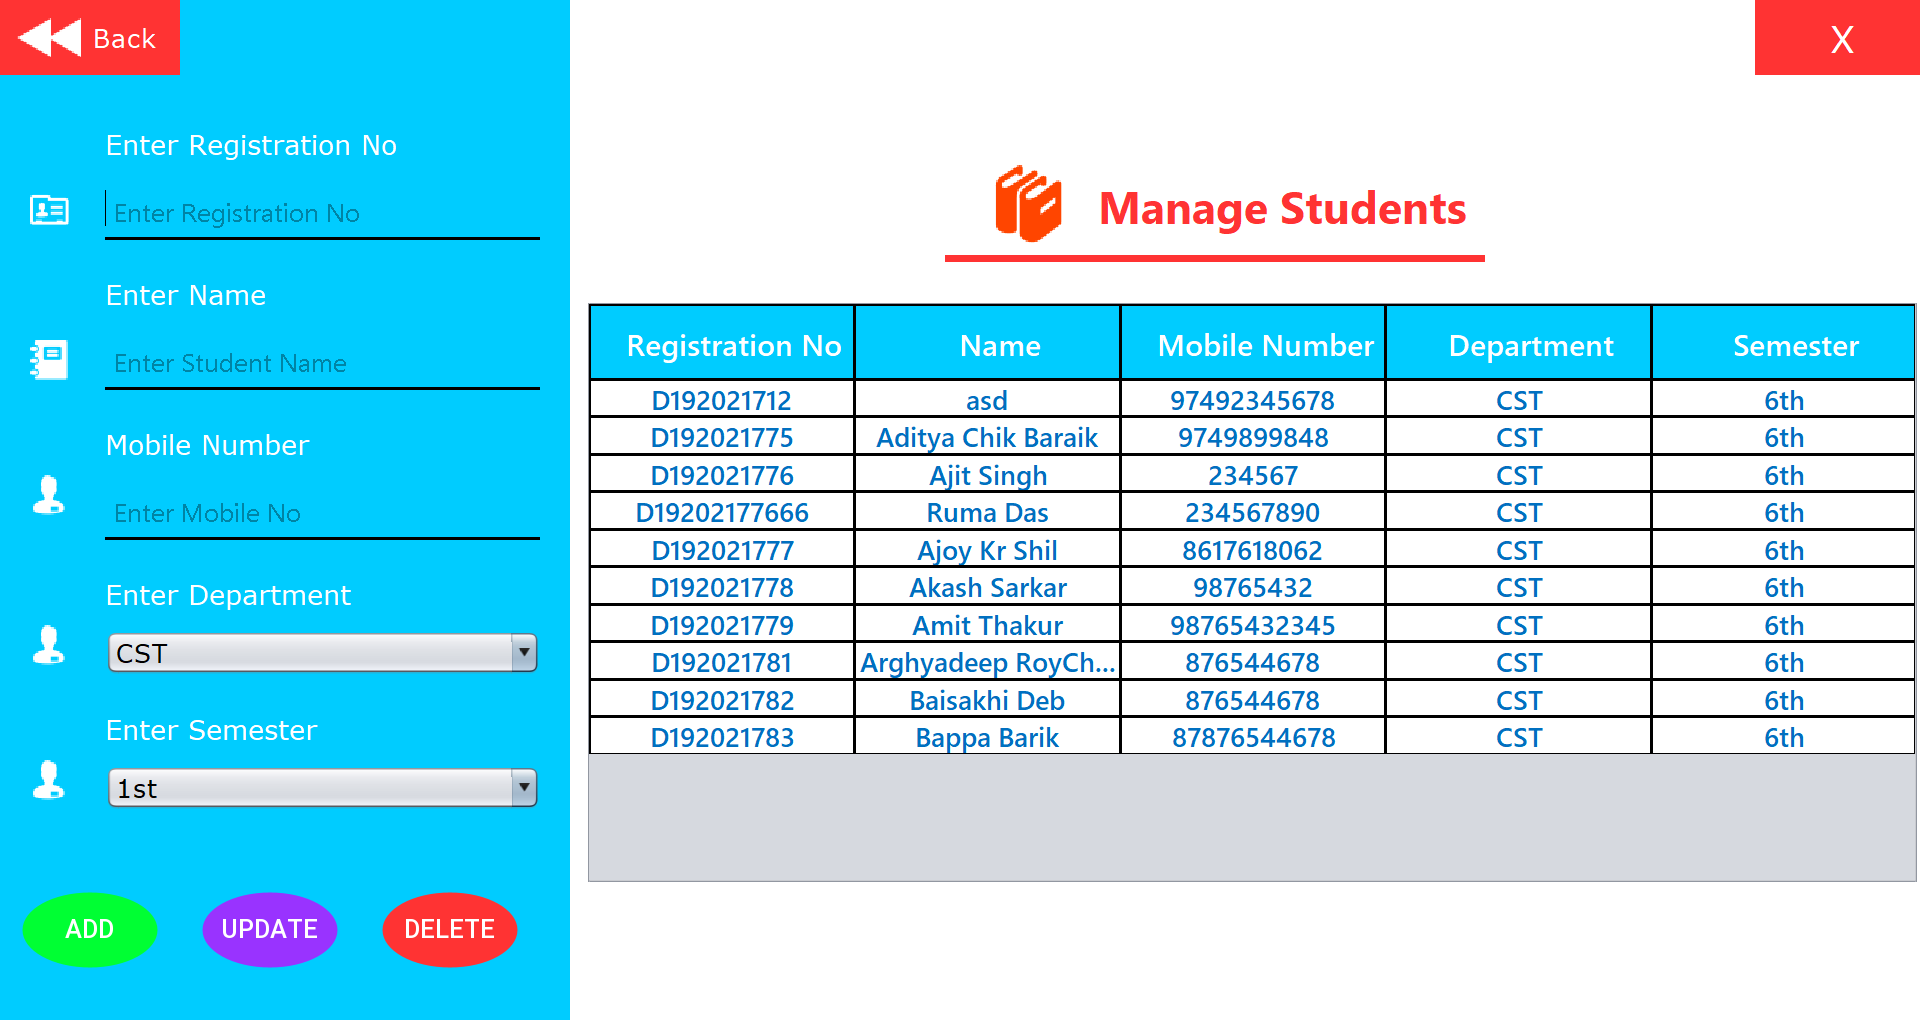 Back
X
Enter Registration No
Enter Registration No
Enter Name
Enter Student Name
Mobile Number
Enter Mobile No
Enter Department
CST
Enter Semester
1st
ADD UPDATE DELETE
Manage Students
Registration No Name Mobile Number Department Semester
D192021712 asd 97492345678 CST 6th
D192021775 Aditya Chik Baraik 9749899848 CST 6th
D192021776 Ajit Singh 234567 CST 6th
D19202177666 Ruma Das 234567890 CST 6th
D192021777 Ajoy Kr Shil 8617618062 CST 6th
D192021778 Akash Sarkar 98765432 CST 6th
D192021779 Amit Thakur 98765432345 CST 6th
D192021781 Arghyadeep RoyCh... 876544678 CST 6th
D192021782 Baisakhi Deb 876544678 CST 6th
D192021783 Bappa Barik 87876544678 CST 6th